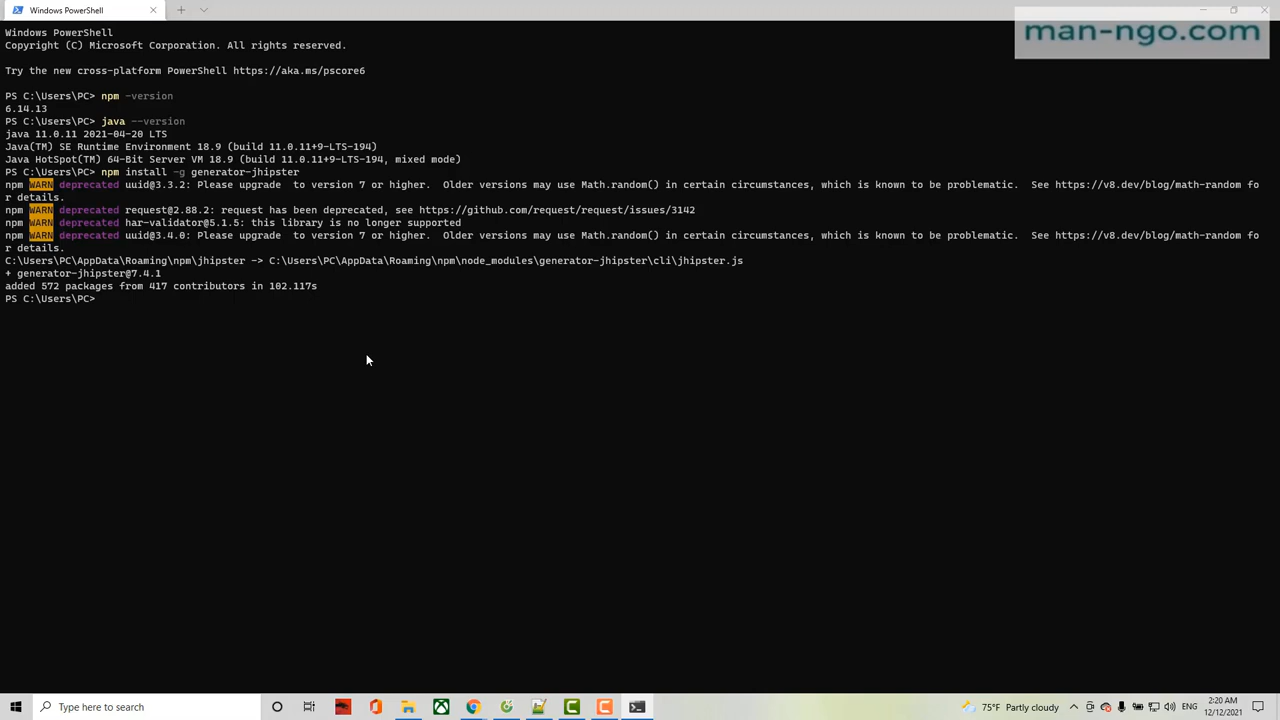 Windows PowerShell
man-ngo.com
Windows PowerShell
Copyright (C) Microsoft Corporation. All rights reserved.
Try the new cross-platform PowerShell https://aka.ms/pscore6
PS C:\Users\PC> npm -version
6.14.13
PS C:\Users\PC> java --version
java 11.0.11 2021-04-20 LTS
Java(TM) SE Runtime Environment 18.9 (build 11.0.11+9-LTS-194)
Java HotSpot(TM) 64-Bit Server VM 18.9 (build 11.0.11+9-LTS-194, mixed mode)
PS C:\Users\PC> npm install -g generator-jhipster
npm WARN deprecated uuid@3.3.2: Please upgrade  to version 7 or higher.  Older versions may use Math.random() in certain circumstances, which is known to be problematic.  See https://v8.dev/blog/math-random fo
r details.
npm WARN deprecated request@2.88.2: request has been deprecated, see https://github.com/request/request/issues/3142
npm WARN deprecated har-validator@5.1.5: this library is no longer supported
npm WARN deprecated uuid@3.4.0: Please upgrade  to version 7 or higher.  Older versions may use Math.random() in certain circumstances, which is known to be problematic.  See https://v8.dev/blog/math-random fo
r details.
C:\Users\PC\AppData\Roaming\npm\jhipster -> C:\Users\PC\AppData\Roaming\npm\node_modules\generator-jhipster\cli\jhipster.js
+ generator-jhipster@7.4.1
added 572 packages from 417 contributors in 102.117s
PS C:\Users\PC>
Type here to search
75°F Partly cloudy
ENG
2:20 AM
12/12/2021